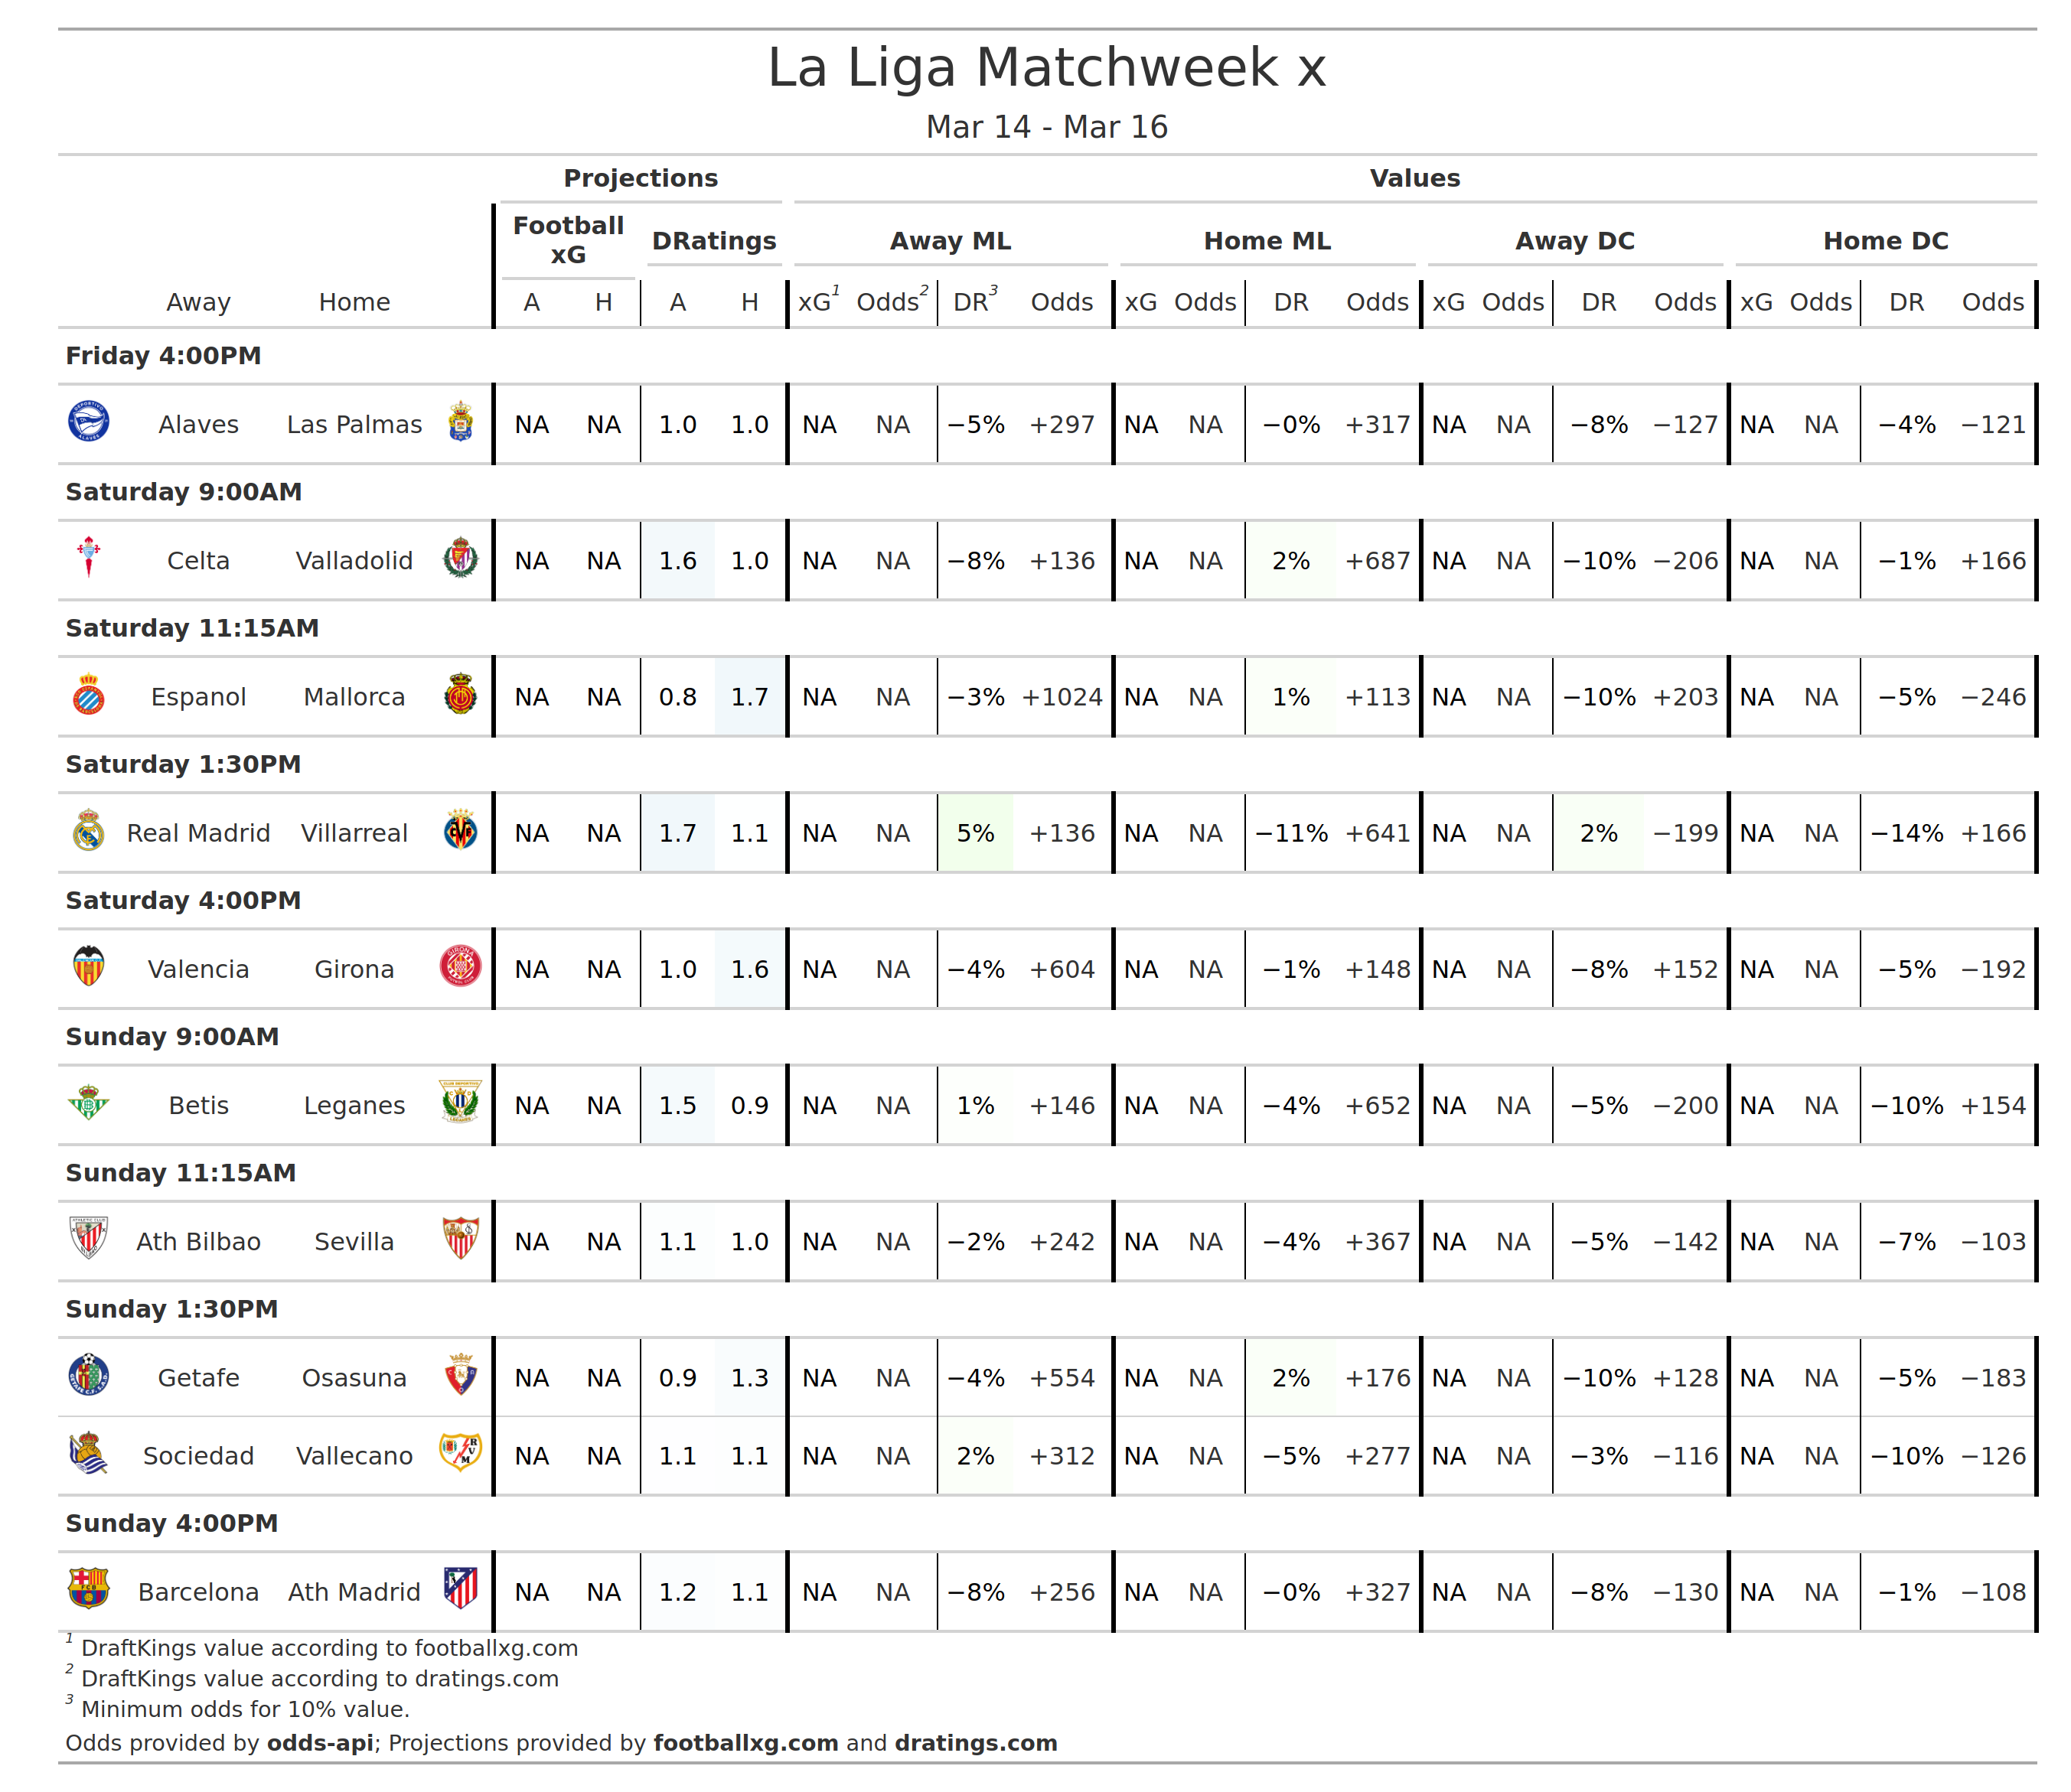 La Liga Matchweek x
Mar 14 - Mar 16
Projections Values
Football xG DRatings Away ML Home ML Away DC Home DC
Away Home A H A H xG1 Odds2 DR3 Odds xG Odds DR Odds xG Odds DR Odds xG Odds DR Odds
Friday 4:00PM
Alaves Las Palmas NA NA 1.0 1.0 NA NA −5% +297 NA NA −0% +317 NA NA −8% −127 NA NA −4% −121
Saturday 9:00AM
Celta Valladolid NA NA 1.6 1.0 NA NA −8% +136 NA NA 2% +687 NA NA −10% −206 NA NA −1% +166
Saturday 11:15AM
Espanol Mallorca NA NA 0.8 1.7 NA NA −3% +1024 NA NA 1% +113 NA NA −10% +203 NA NA −5% −246
Saturday 1:30PM
Real Madrid Villarreal NA NA 1.7 1.1 NA NA 5% +136 NA NA −11% +641 NA NA 2% −199 NA NA −14% +166
Saturday 4:00PM
Valencia Girona NA NA 1.0 1.6 NA NA −4% +604 NA NA −1% +148 NA NA −8% +152 NA NA −5% −192
Sunday 9:00AM
Betis Leganes NA NA 1.5 0.9 NA NA 1% +146 NA NA −4% +652 NA NA −5% −200 NA NA −10% +154
Sunday 11:15AM
Ath Bilbao Sevilla NA NA 1.1 1.0 NA NA −2% +242 NA NA −4% +367 NA NA −5% −142 NA NA −7% −103
Sunday 1:30PM
Getafe Osasuna NA NA 0.9 1.3 NA NA −4% +554 NA NA 2% +176 NA NA −10% +128 NA NA −5% −183
Sociedad Vallecano NA NA 1.1 1.1 NA NA 2% +312 NA NA −5% +277 NA NA −3% −116 NA NA −10% −126
Sunday 4:00PM
Barcelona Ath Madrid NA NA 1.2 1.1 NA NA −8% +256 NA NA −0% +327 NA NA −8% −130 NA NA −1% −108
1 DraftKings value according to footballxg.com
2 DraftKings value according to dratings.com
3 Minimum odds for 10% value.
Odds provided by odds-api; Projections provided by footballxg.com and dratings.com